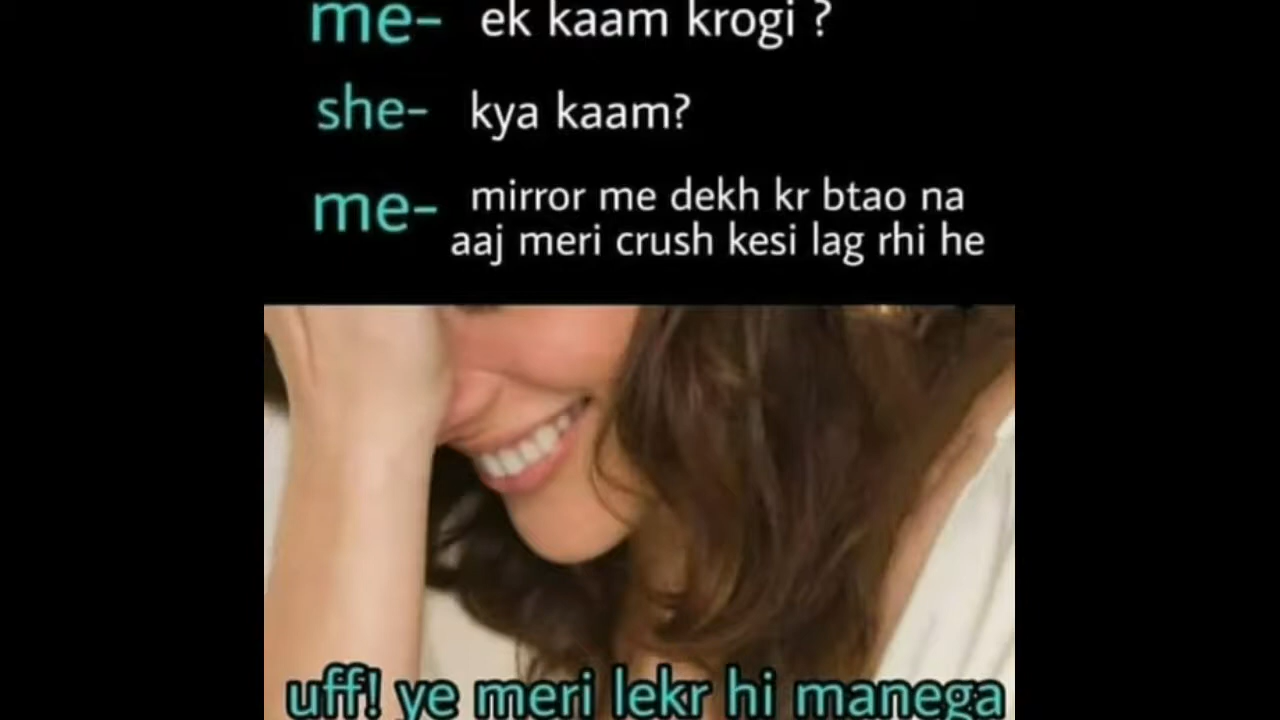 me- ek kaam krogi ?
she- kya kaam?
me- mirror me dekh kr btao na
aaj meri crush kesi lag rhi he
uff! ye meri lekr hi manega